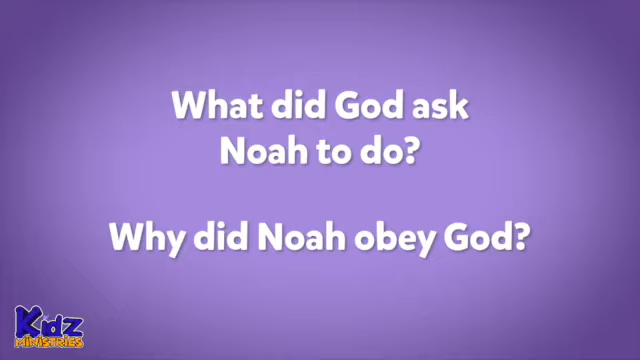 What did God ask
Noah to do?
Why did Noah obey God?
Kidz
MINISTRIES